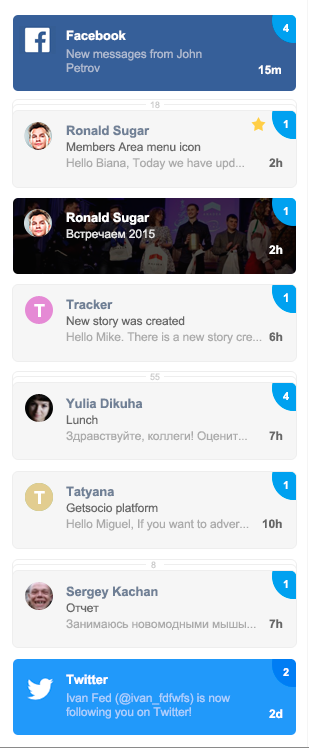 Facebook
4
New messages from John
Petrov
15m
18
Ronald Sugar
1
Members Area menu icon
Hello Biana, Today we have upd...
2h
Ronald Sugar
1
Встречаем 2015
2h
Tracker
1
T
New story was created
Hello Mike. There is a new story cre...
6h
55
Yulia Dikuha
4
Lunch
Здравствуйте, коллеги! Оценит...
7h
Tatyana
1
T
Getsocio platform
Hello Miguel, If you want to adver...
10h
8
Sergey Kachan
1
Отчет
Занимаюсь новомодными мышы...
7h
Twitter
2
Ivan Fed (@ivan_fdfwfs) is now
following you on Twitter!
2d